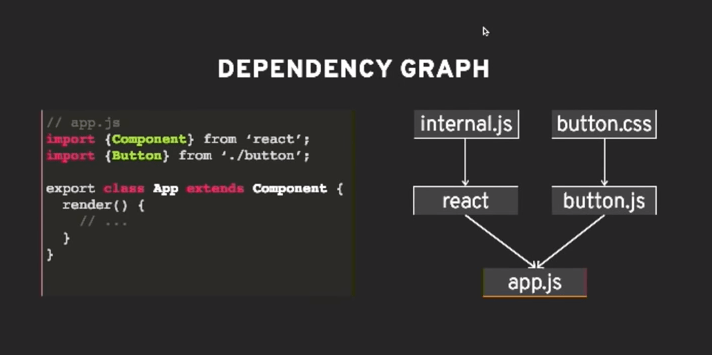 DEPENDENCY GRAPH
// app.js
import {Component} from ‘react’;
import {Button} from ‘./button’;
export class App extends Component {
render() {
// ...
}
}
internal.js
button.css
react
button.js
app.js